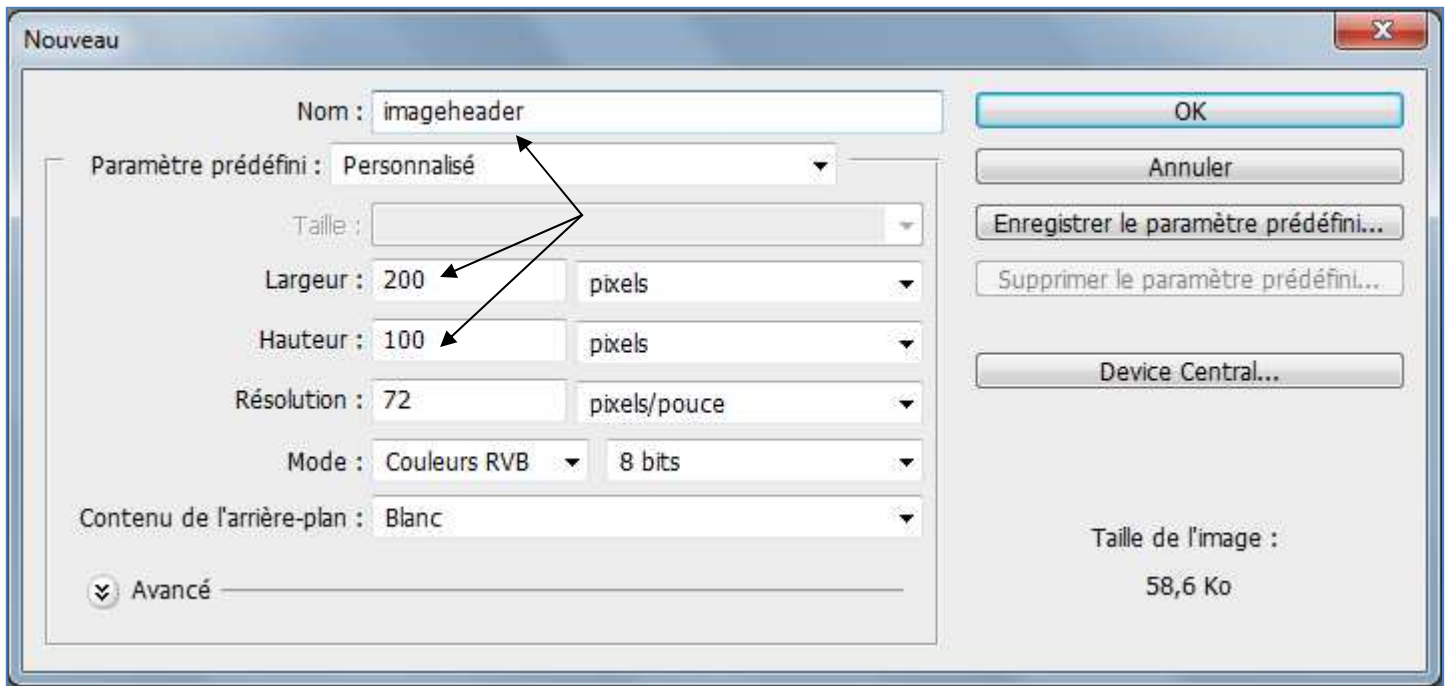 Nouveau
Nom : imageheader
OK
Paramètre prédéfini : Personnalisé
Annuler
Taille :
Enregistrer le paramètre prédéfini...
Largeur : 200 pixels
Supprimer le paramètre prédéfini...
Hauteur : 100 pixels
Device Central...
Résolution : 72 pixels/pouce
Mode : Couleurs RVB 8 bits
Contenu de l'arrière-plan : Blanc
Taille de l'image :
58,6 Ko
Avancé